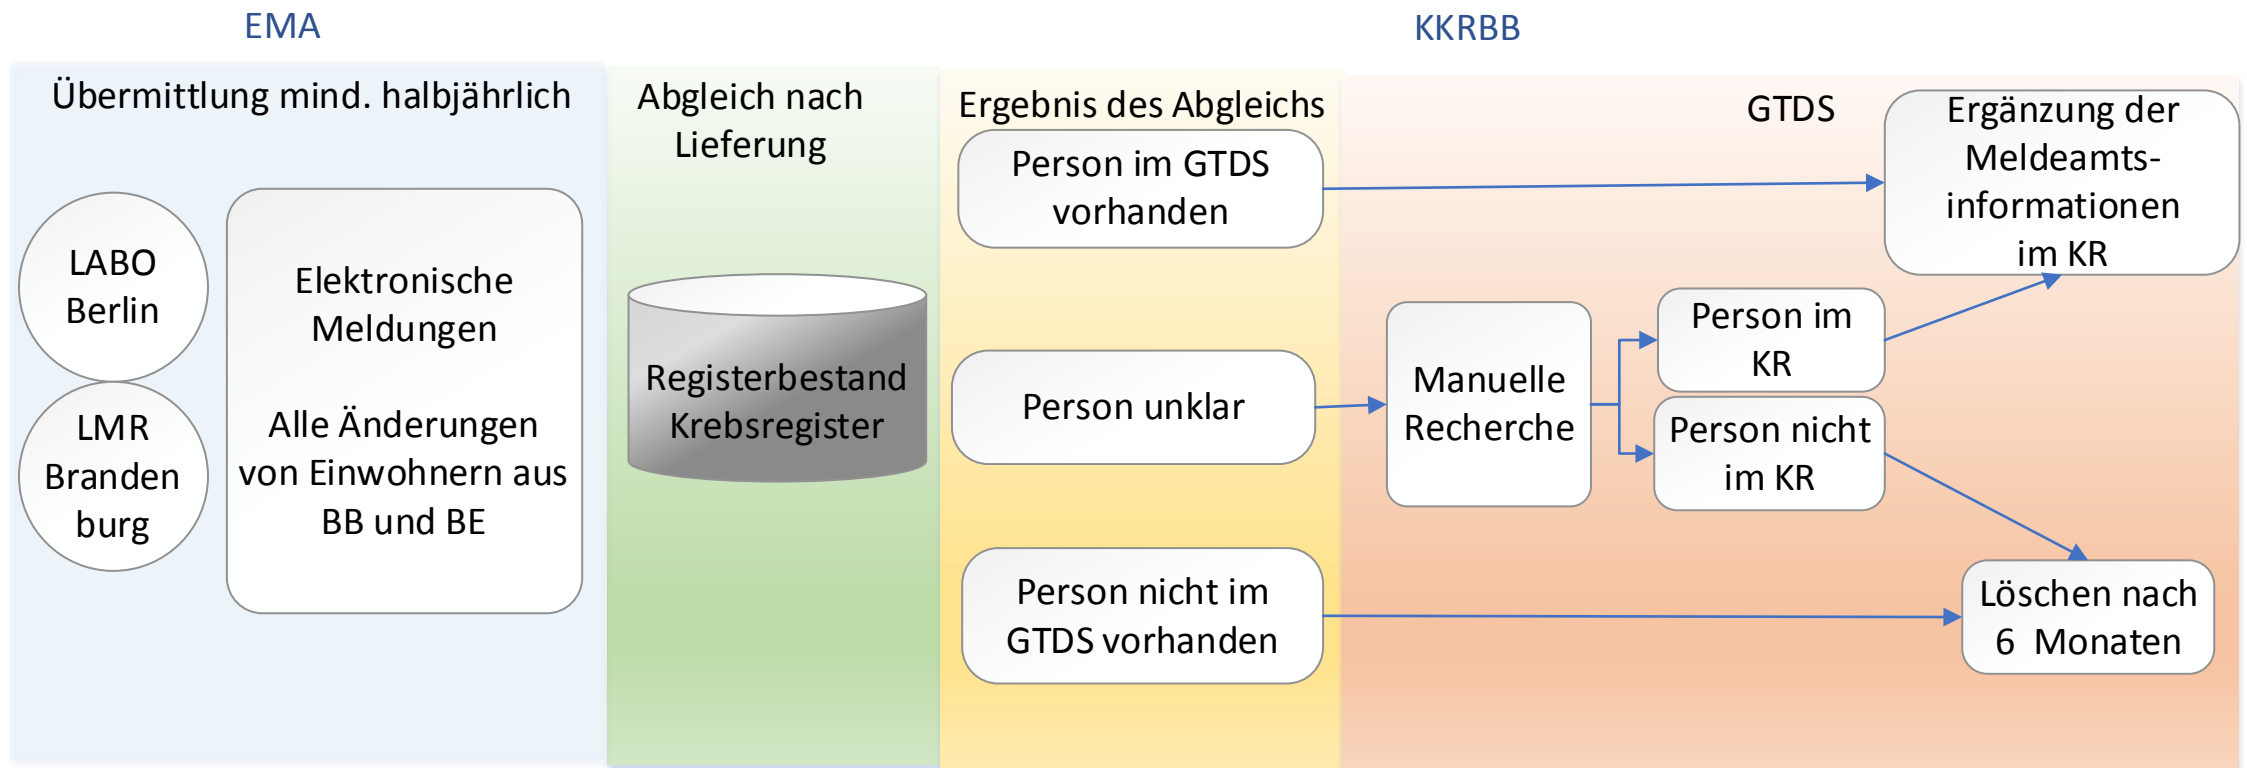 EMA
KKRBB
Übermittlung mind. halbjährlich
LABO
Berlin
LMR
Branden
burg
Elektronische
Meldungen
Alle Änderungen
von Einwohnern aus
BB und BE
Abgleich nach
Lieferung
Registerbestand
Krebsregister
Ergebnis des Abgleichs
Person im GTDS
vorhanden
Person unklar
Person nicht im
GTDS vorhanden
GTDS
Manuelle
Recherche
Person im
KR
Person nicht
im KR
Ergänzung der
Meldeamts-
informationen
im KR
Löschen nach
6 Monaten